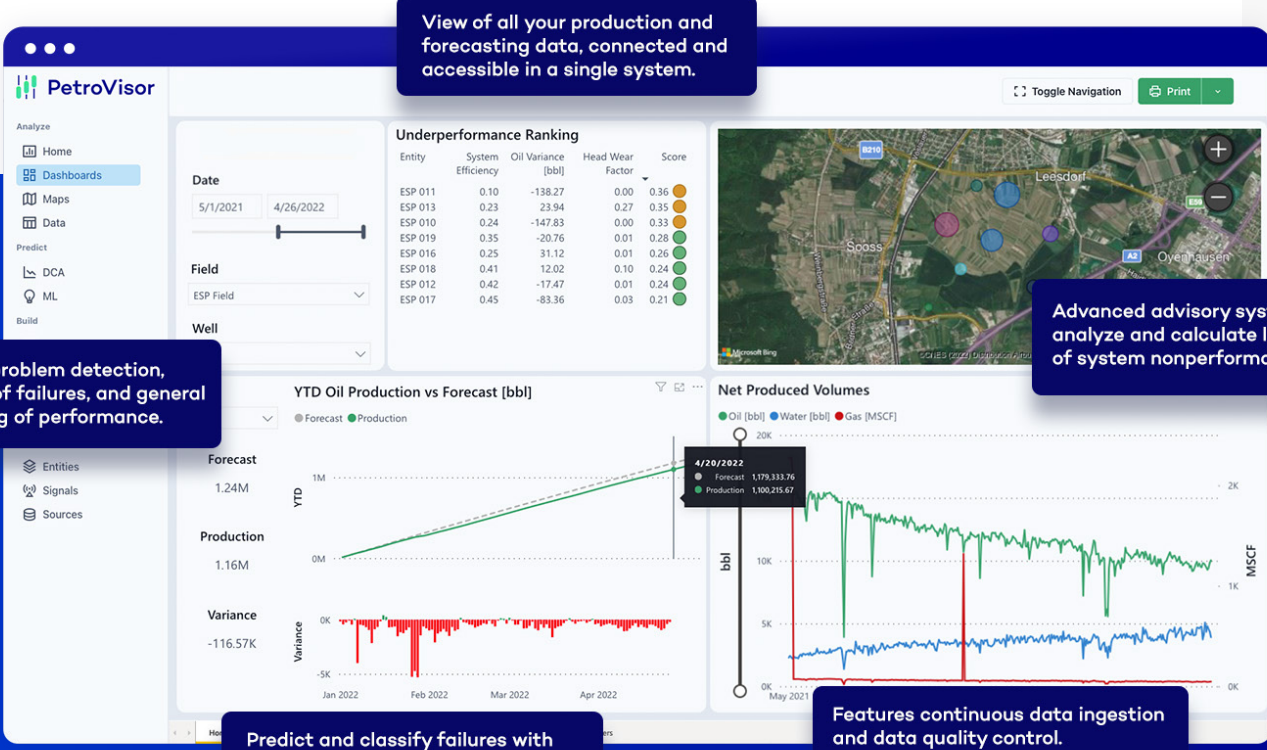 View of all your production and
forecasting data, connected and
accessible in a single system.
PetroVisor
Toggle Navigation
Print
Analyze
Home
Dashboards
Maps
Data
Predict
DCA
ML
Build
Entities
Signals
Sources
problem detection,
of failures, and general
of performance.
Date
5/1/2021 4/26/2022
Field
ESP Field
Well
Underperformance Ranking
Entity System Efficiency Oil Variance [bbl] Head Wear Factor Score
ESP 011 0.10 -138.27 0.00 0.36
ESP 013 0.23 23.94 0.27 0.35
ESP 010 0.24 -147.83 0.00 0.33
ESP 019 0.35 -20.76 0.01 0.28
ESP 016 0.25 31.12 0.01 0.26
ESP 018 0.41 12.02 0.10 0.24
ESP 012 0.42 -17.47 0.01 0.24
ESP 017 0.45 -83.36 0.03 0.21
B210
Leesdorf
E59
Sooss
A2
Oyenhausen
Microsoft Bing
Advanced advisory
analyze and calculate
of system
YTD Oil Production vs Forecast [bbl]
Forecast Production
Forecast
1.24M
Production
1.16M
Variance
-116.57K
YTD
1M
0M
4/20/2022
Forecast 1,179,333.76
Production 1,100,215.67
Variance
0K
-5K
Jan 2022 Feb 2022 Mar 2022 Apr 2022
Net Produced Volumes
Oil [bbl] Water [bbl] Gas [MSCF]
20K
2K
bbl
10K
MSCF
1K
5K
0K
0K
May 2021
Predict and classify failures with
Features continuous data ingestion
and data quality control.